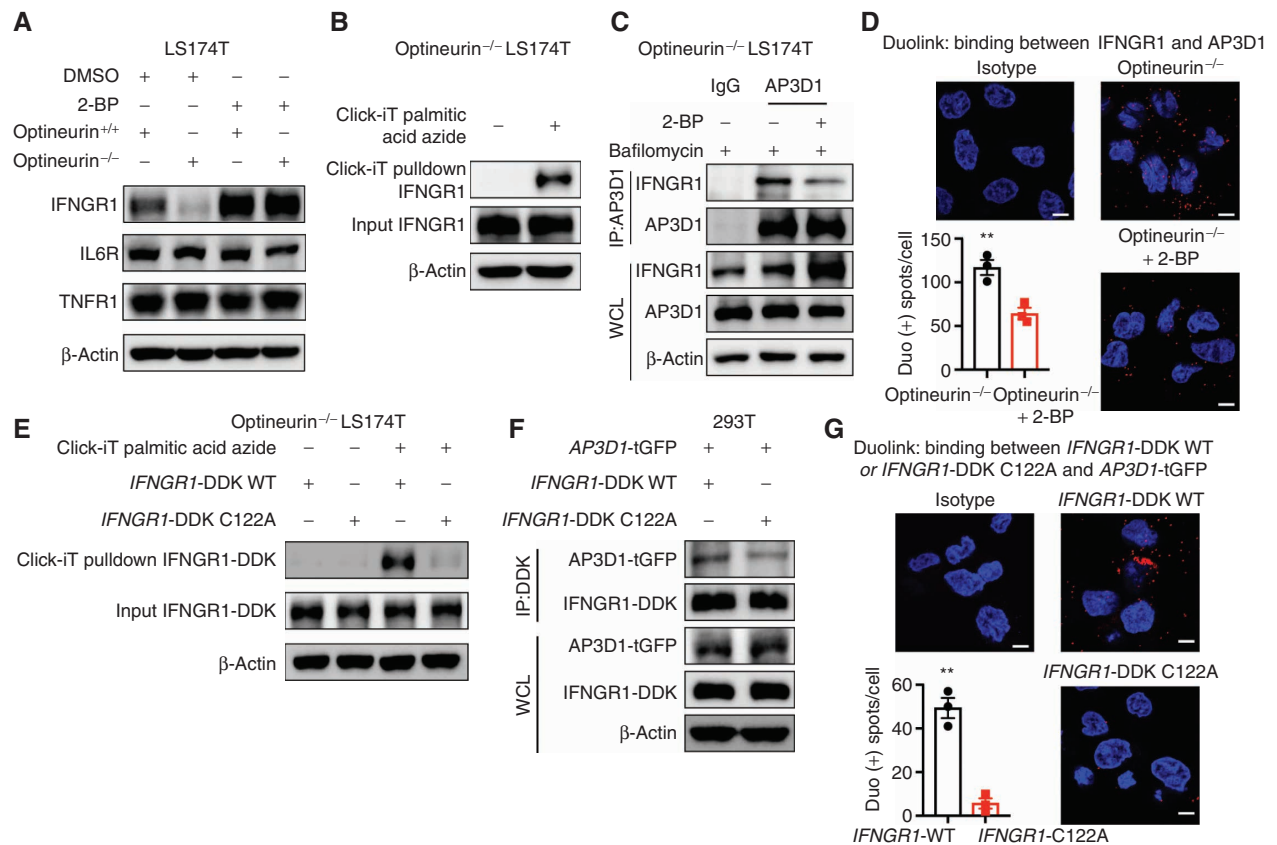 A
LS174T
DMSO + + − −
2-BP − − + +
Optineurin+/+ + − + −
Optineurin−/− − + − +
IFNGR1
IL6R
TNFR1
β-Actin
B
Optineurin−/− LS174T
Click-iT palmitic
acid azide − +
Click-iT pulldown
IFNGR1
Input IFNGR1
β-Actin
C
Optineurin−/− LS174T
IgG AP3D1
2-BP − − +
Bafilomycin + + +
IP:AP3D1
IFNGR1
AP3D1
WCL
IFNGR1
AP3D1
β-Actin
D
Duolink: binding between IFNGR1 and AP3D1
Isotype
Optineurin−/−
Optineurin−/−
+ 2-BP
Duo (+) spots/cell
150
100
50
0
**
Optineurin−/− Optineurin−/−
+ 2-BP
E
Optineurin−/− LS174T
Click-iT palmitic acid azide − − + +
IFNGR1-DDK WT + − + −
IFNGR1-DDK C122A − + − +
Click-iT pulldown IFNGR1-DDK
Input IFNGR1-DDK
β-Actin
F
293T
AP3D1-tGFP + +
IFNGR1-DDK WT + −
IFNGR1-DDK C122A − +
IP:DDK
AP3D1-tGFP
IFNGR1-DDK
WCL
AP3D1-tGFP
IFNGR1-DDK
β-Actin
G
Duolink: binding between IFNGR1-DDK WT
or IFNGR1-DDK C122A and AP3D1-tGFP
Isotype
IFNGR1-DDK WT
IFNGR1-DDK C122A
Duo (+) spots/cell
60
40
20
0
**
IFNGR1-WT IFNGR1-C122A